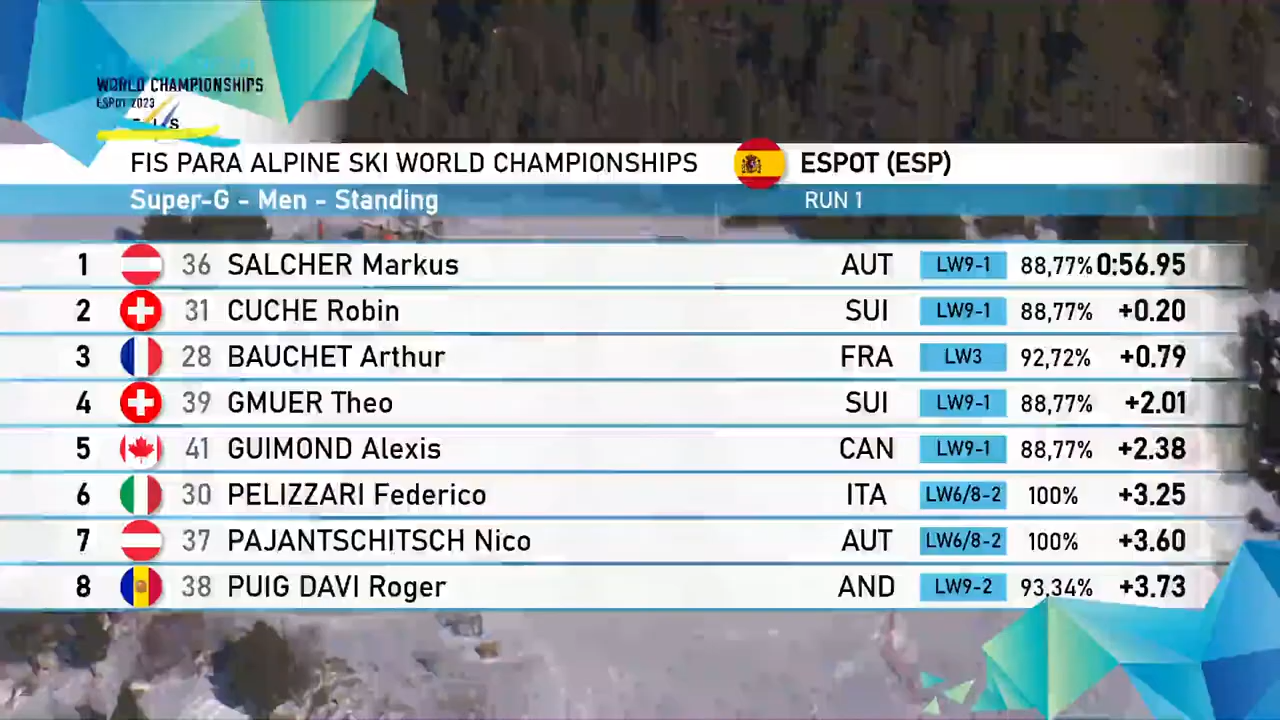 WORLD CHAMPIONSHIPS
ESPOT 2023
FIS PARA ALPINE SKI WORLD CHAMPIONSHIPS ESPOT (ESP)
Super-G - Men - Standing RUN 1
1 36 SALCHER Markus AUT LW9-1 88,77% 0:56.95
2 31 CUCHE Robin SUI LW9-1 88,77% +0.20
3 28 BAUCHET Arthur FRA LW3 92,72% +0.79
4 39 GMUER Theo SUI LW9-1 88,77% +2.01
5 41 GUIMOND Alexis CAN LW9-1 88,77% +2.38
6 30 PELIZZARI Federico ITA LW6/8-2 100% +3.25
7 37 PAJANTSCHITSCH Nico AUT LW6/8-2 100% +3.60
8 38 PUIG DAVI Roger AND LW9-2 93,34% +3.73